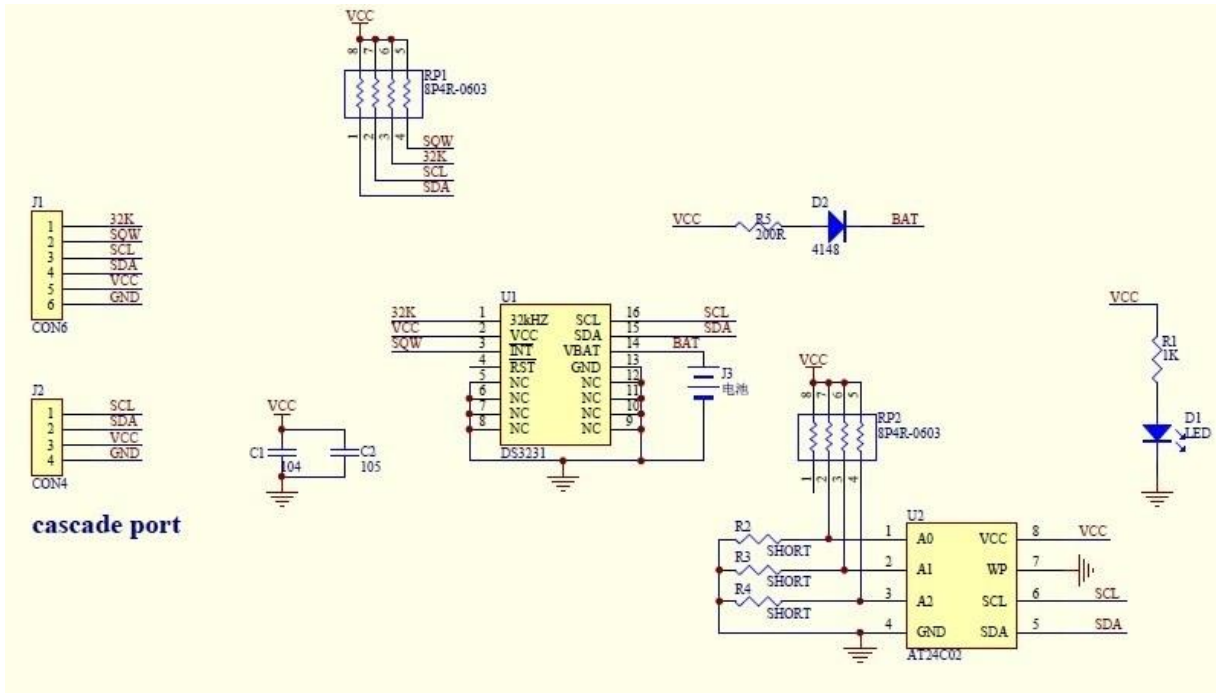 VCC
8 7 6 5
RP1
8P4R-0603
1 2 3 4
SQW
32K
SCL
SDA
J1
1 32K
2 SQW
3 SCL
4 SDA
5 VCC
6 GND
CON6
J2
1 SCL
2 SDA
3 VCC
4 GND
CON4
cascade port
VCC
C1
104
C2
105
VCC
R5
200R
D2
4148
BAT
U1
32K 1 32kHZ SCL 16 SCL
VCC 2 VCC SDA 15 SDA
SQW 3 INT VBAT 14 BAT
4 RST GND 13
5 NC NC 12
6 NC NC 11
7 NC NC 10
8 NC NC 9
DS3231
J3
电池
VCC
8 7 6 5
RP2
8P4R-0603
1 2 3 4
VCC
R1
1K
D1
LED
R2
SHORT
R3
SHORT
R4
SHORT
U2
1 A0 VCC 8 VCC
2 A1 WP 7
3 A2 SCL 6 SCL
4 GND SDA 5 SDA
AT24C02